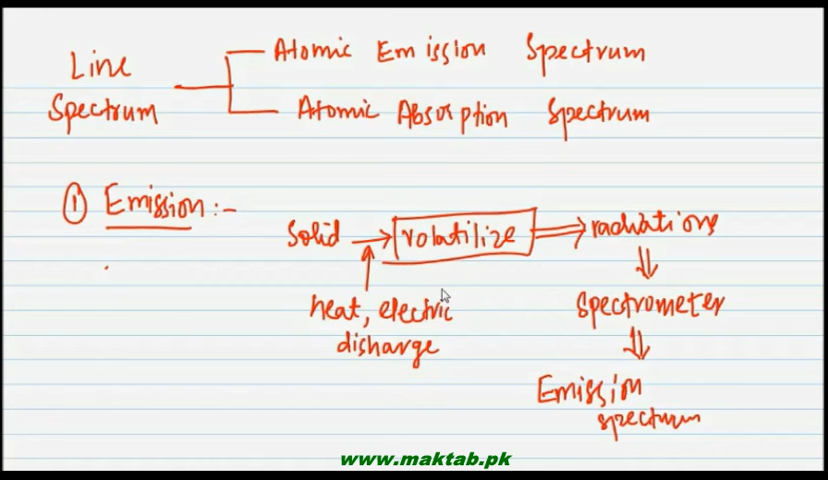 Line
Spectrum
Atomic Emission Spectrum
Atomic Absorption Spectrum
① Emission :-
Solid → volatilize ⇒ radiations
heat, electric
disharge
⇓
Spectrometer
⇓
Emission
spectrum
www.maktab.pk